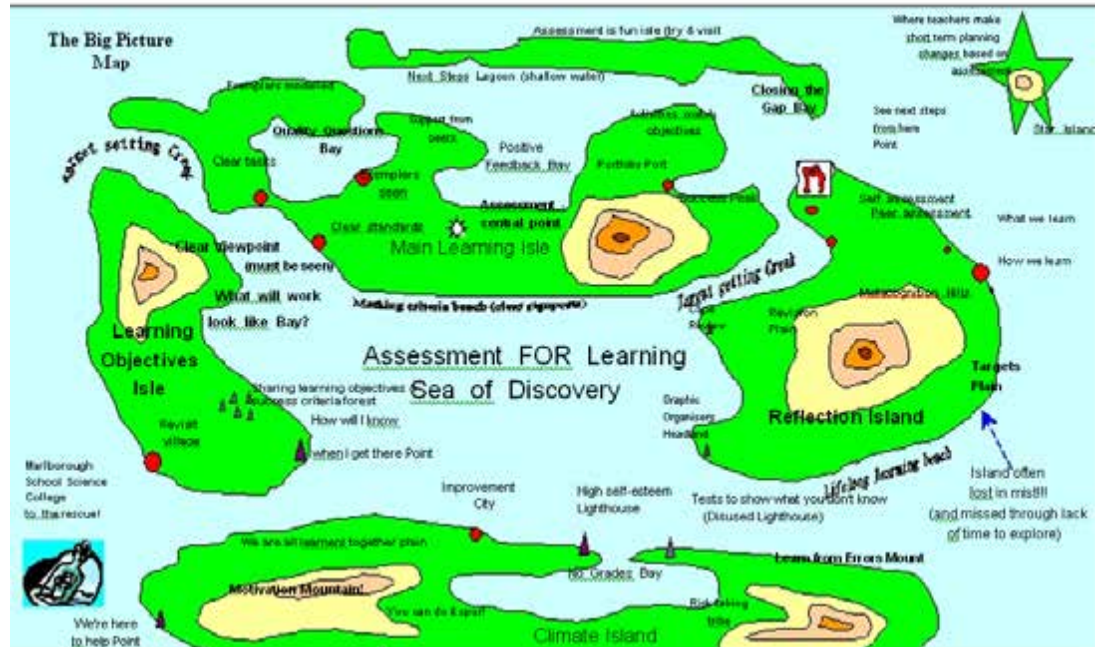 The Big Picture
Map
Assessment is fun isle (try & visit
Next Steps Lagoon (shallow water)
Closing the
Gap Bay
Where teachers make
short term planning
changes based on
assessment
Star Island
See next steps
from here
Point
Exemplars modelled
Quality Questions
Bay
Support from
peers
Positive
Feedback Bay
Activities match
objectives
Target setting Creek
Clear tasks
Exemplars
seen
Portfolio Port
Success Peak
Assessment
central point
Clear standards
Main Learning Isle
Self assessment
Peer assessment
What we learn
How we learn
Clear Viewpoint
(must be seen)
What will work
look like Bay?
Marking criteria beach
Target setting Creek
Metacognition Hills
Learning
Objectives
Isle
Assessment FOR Learning
Sea of Discovery
Cape
Review
Revision
Plain
Targets
Plain
Sharing learning objectives
success criteria forest
How will I know
when I get there Point
Revisit
village
Graphic
Organisers
Headland
Reflection Island
Lifelong learning beach
Island often
lost in mist!!!
(and missed through lack
of time to explore)
Marlborough
School Science
College
to the rescue!
Improvement
City
High self-esteem
Lighthouse
Tests to show what you don't know
(Disused Lighthouse)
We are all learners together plain
No Grades Bay
Learn from Errors Mount
Motivation Mountain!
You can do it spot!
Risk taking
tribe
We're here
to help Point
Climate Island